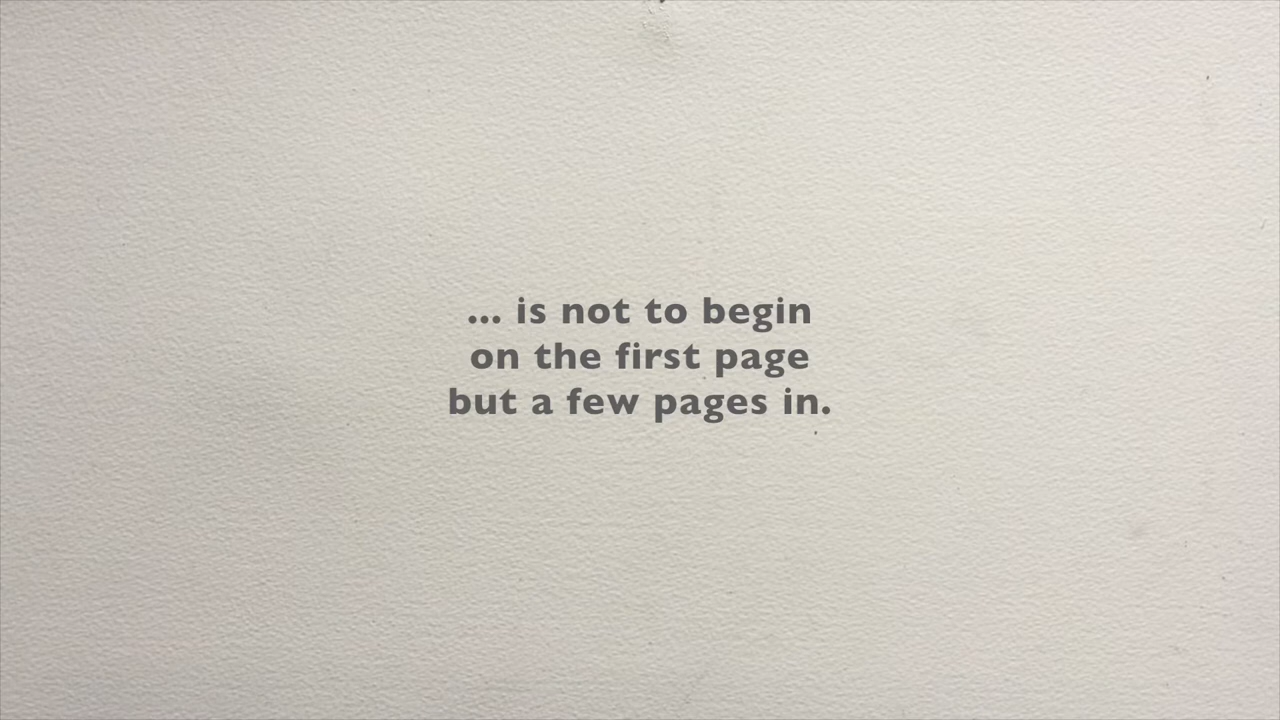 ... is not to begin
on the first page
but a few pages in.